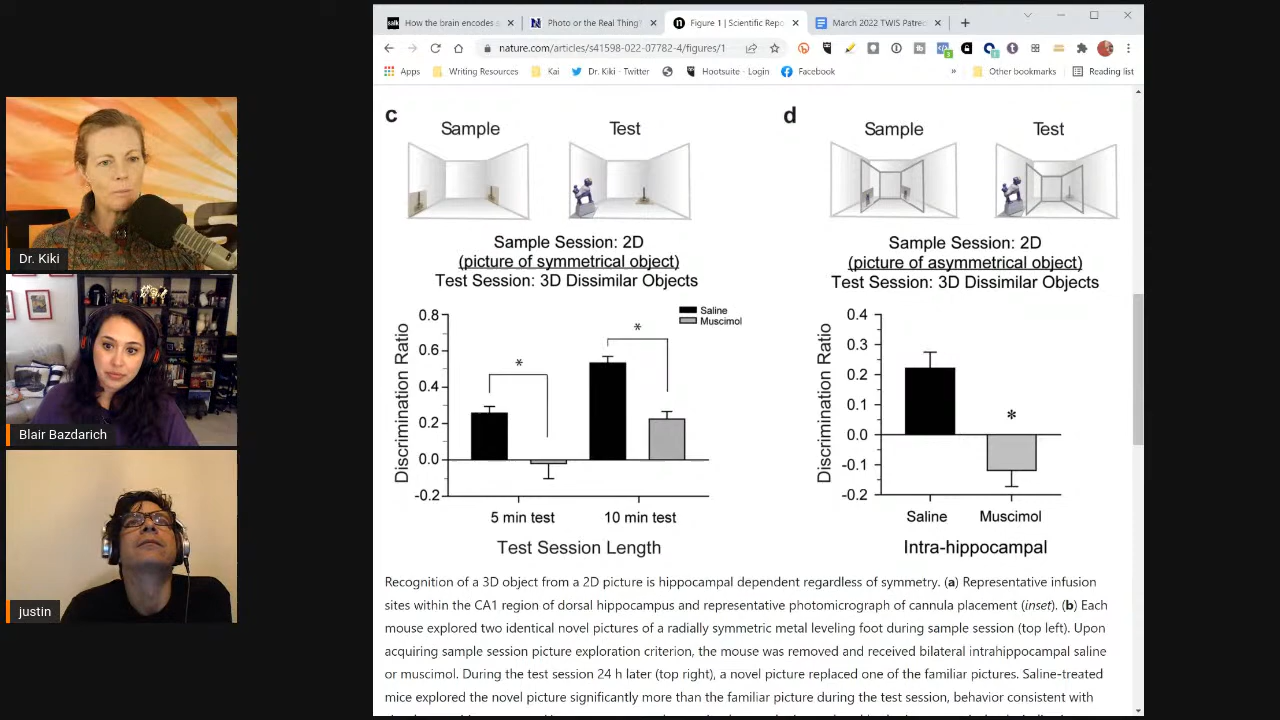 salk
How the brain encodes a
Photo or the Real Thing?
Figure 1 | Scientific Repo
March 2022 TWIS Patreo
nature.com/articles/s41598-022-07782-4/figures/1
Apps
Writing Resources
Kai
Dr. Kiki - Twitter
Hootsuite - Login
Facebook
»
Other bookmarks
Reading list
Dr. Kiki
Blair Bazdarich
justin
c
Sample
Test
Sample Session: 2D
(picture of symmetrical object)
Test Session: 3D Dissimilar Objects
Saline
Muscimol
Discrimination Ratio
0.8
0.6
0.4
0.2
0.0
-0.2
*
*
5 min test
10 min test
Test Session Length
d
Sample
Test
Sample Session: 2D
(picture of asymmetrical object)
Test Session: 3D Dissimilar Objects
Discrimination Ratio
0.4
0.3
0.2
0.1
0.0
-0.1
-0.2
*
Saline
Muscimol
Intra-hippocampal
Recognition of a 3D object from a 2D picture is hippocampal dependent regardless of symmetry. (a) Representative infusion
sites within the CA1 region of dorsal hippocampus and representative photomicrograph of cannula placement (inset). (b) Each
mouse explored two identical novel pictures of a radially symmetric metal leveling foot during sample session (top left). Upon
acquiring sample session picture exploration criterion, the mouse was removed and received bilateral intrahippocampal saline
or muscimol. During the test session 24 h later (top right), a novel picture replaced one of the familiar pictures. Saline-treated
mice explored the novel picture significantly more than the familiar picture during the test session, behavior consistent with